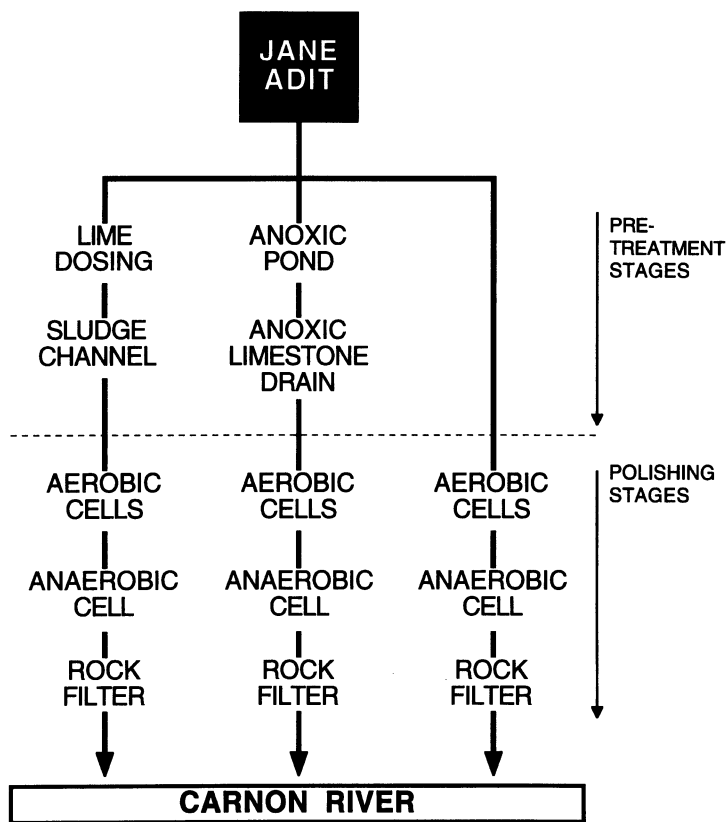 JANE
ADIT
LIME
DOSING
ANOXIC
POND
PRE-
TREATMENT
STAGES
SLUDGE
CHANNEL
ANOXIC
LIMESTONE
DRAIN
AEROBIC
CELLS
AEROBIC
CELLS
AEROBIC
CELLS
POLISHING
STAGES
ANAEROBIC
CELL
ANAEROBIC
CELL
ANAEROBIC
CELL
ROCK
FILTER
ROCK
FILTER
ROCK
FILTER
CARNON RIVER